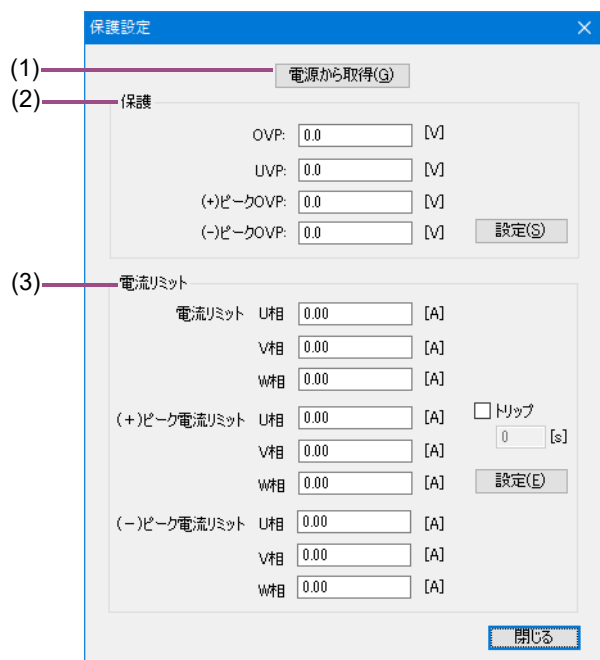 保護設定
(1) 電源から取得(G)
(2) 保護
OVP: 0.0 [V]
UVP: 0.0 [V]
(+)ピークOVP: 0.0 [V]
(-)ピークOVP: 0.0 [V] 設定(S)
(3) 電流リミット
電流リミット U相 0.00 [A]
V相 0.00 [A]
W相 0.00 [A]
(+)ピーク電流リミット U相 0.00 [A] トリップ
0 [s]
V相 0.00 [A]
W相 0.00 [A] 設定(E)
(-)ピーク電流リミット U相 0.00 [A]
V相 0.00 [A]
W相 0.00 [A]
閉じる